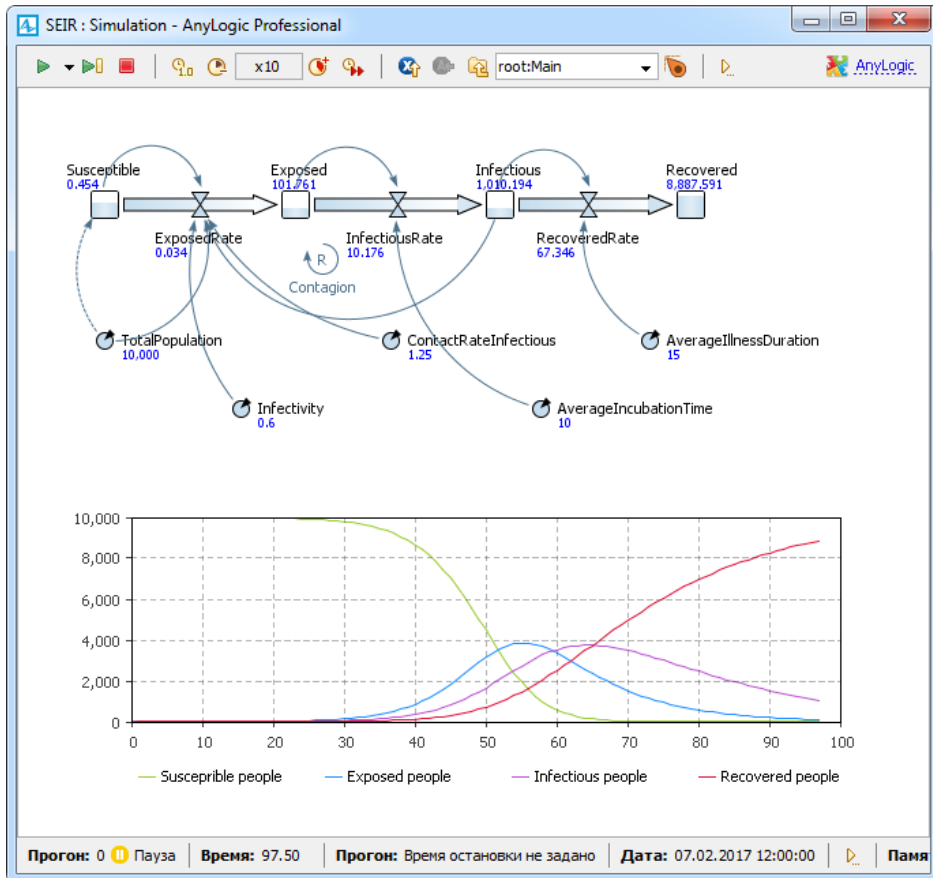 SEIR : Simulation - AnyLogic Professional
x10
root:Main
AnyLogic
Susceptible
0.454
Exposed
101.761
Infectious
1,010.194
Recovered
8,887.591
ExposedRate
0.034
InfectiousRate
10.176
RecoveredRate
67.346
R
Contagion
TotalPopulation
10,000
ContactRateInfectious
1.25
AverageIllnessDuration
15
Infectivity
0.6
AverageIncubationTime
10
10,000
8,000
6,000
4,000
2,000
0
0 10 20 30 40 50 60 70 80 90 100
Susceprible people Exposed people Infectious people Recovered people
Прогон: 0 Пауза Время: 97.50 Прогон: Время остановки не задано Дата: 07.02.2017 12:00:00 Памя